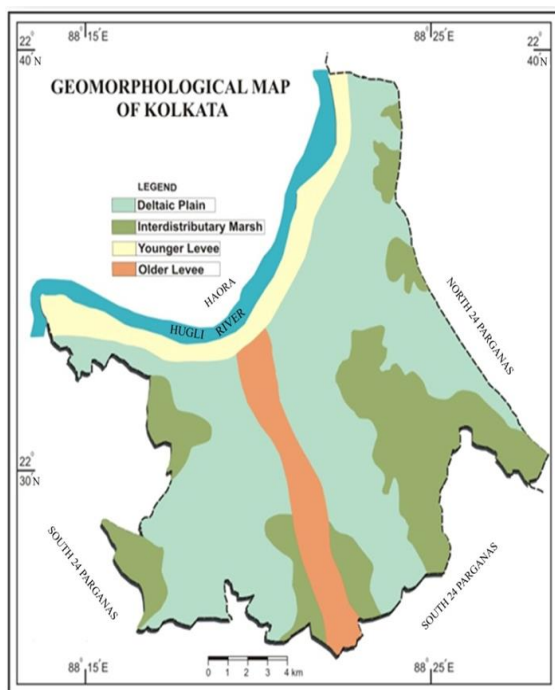 88° 15' E
88° 25' E
22°
40' N
22°
40' N
GEOMORPHOLOGICAL MAP
OF KOLKATA
LEGEND
Deltaic Plain
Interdistributary Marsh
Younger Levee
Older Levee
HAORA
HUGLI RIVER
NORTH 24 PARGANAS
22°
30' N
22°
30' N
SOUTH 24 PARGANAS
SOUTH 24 PARGANAS
0 1 2 3 4 km
88° 15' E
88° 25' E